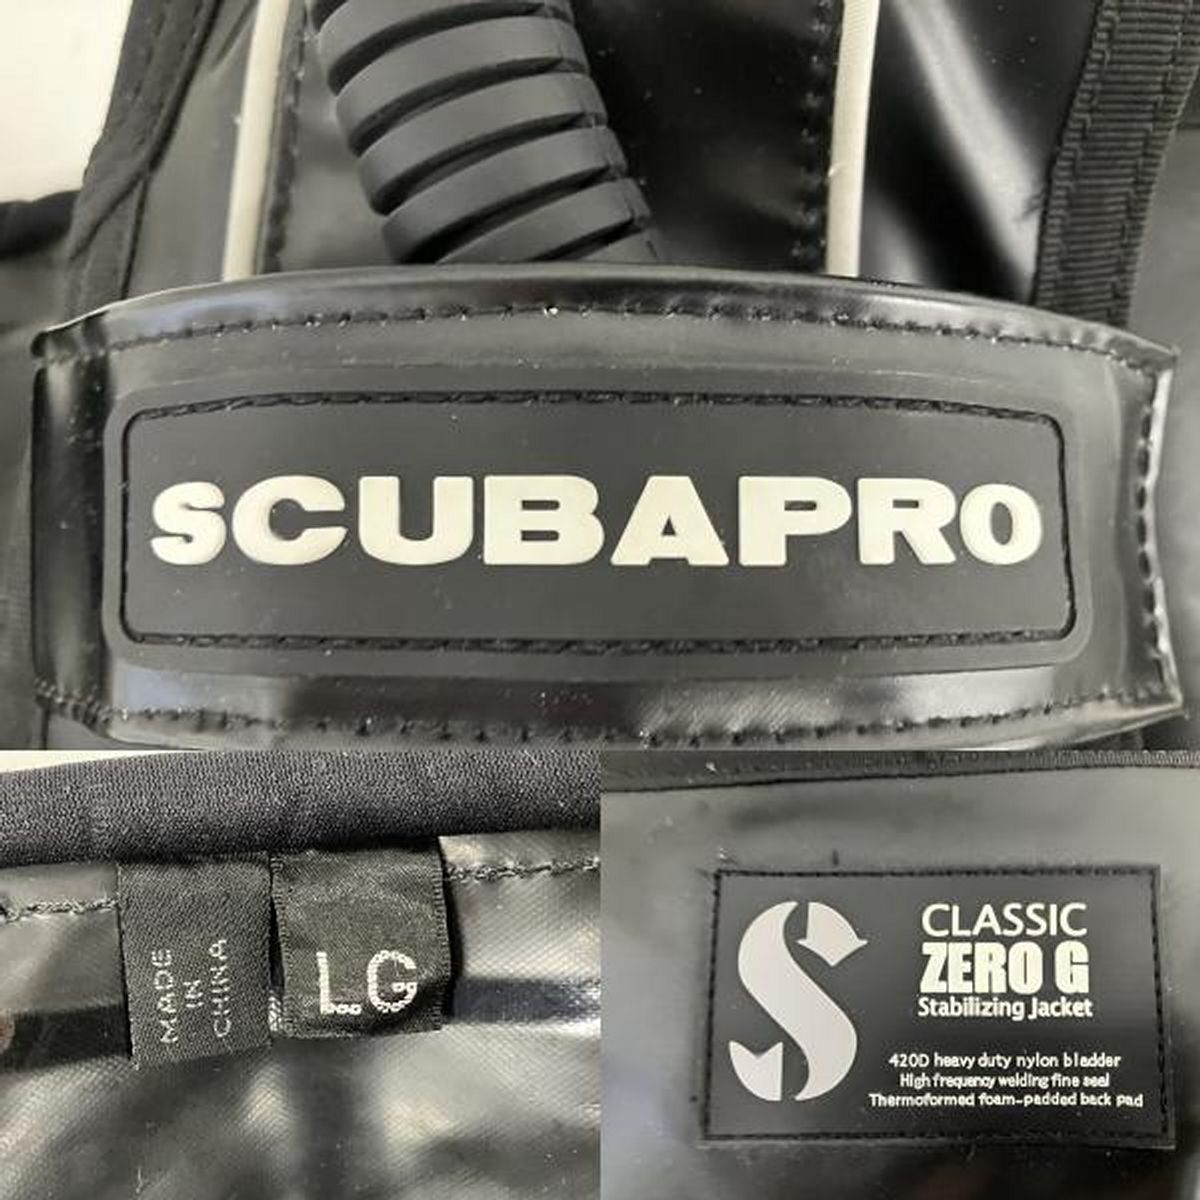 SCUBAPRO
MADE
IN
CHINA
LG
CLASSIC
ZERO G
Stabilizing Jacket
420D heavy duty nylon bladder
High frequency welding fine seal
Thermoformed foam-padded back pad